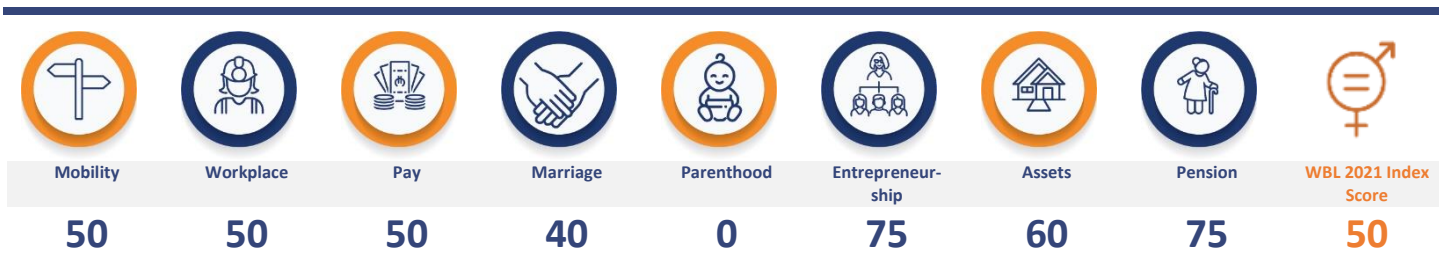 Mobility Workplace Pay Marriage Parenthood Entrepreneur- Assets Pension WBL 2021 Index
ship Score
50 50 50 40 0 75 60 75 50